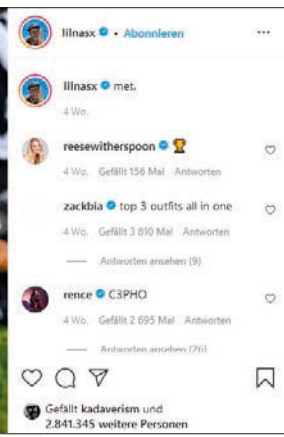 lilnasx • Abonnieren
lilnasx met.
4 Wo.
reesewitherspoon 🏆
4 Wo. Gefällt 156 Mal Antworten
zackbia top 3 outfits all in one
4 Wo. Gefällt 3 810 Mal Antworten
Antworten ansehen (9)
rence C3PHO
4 Wo. Gefällt 2 695 Mal Antworten
Antworten ansehen (26)
Gefällt kadaverism und
2.841.345 weitere Personen